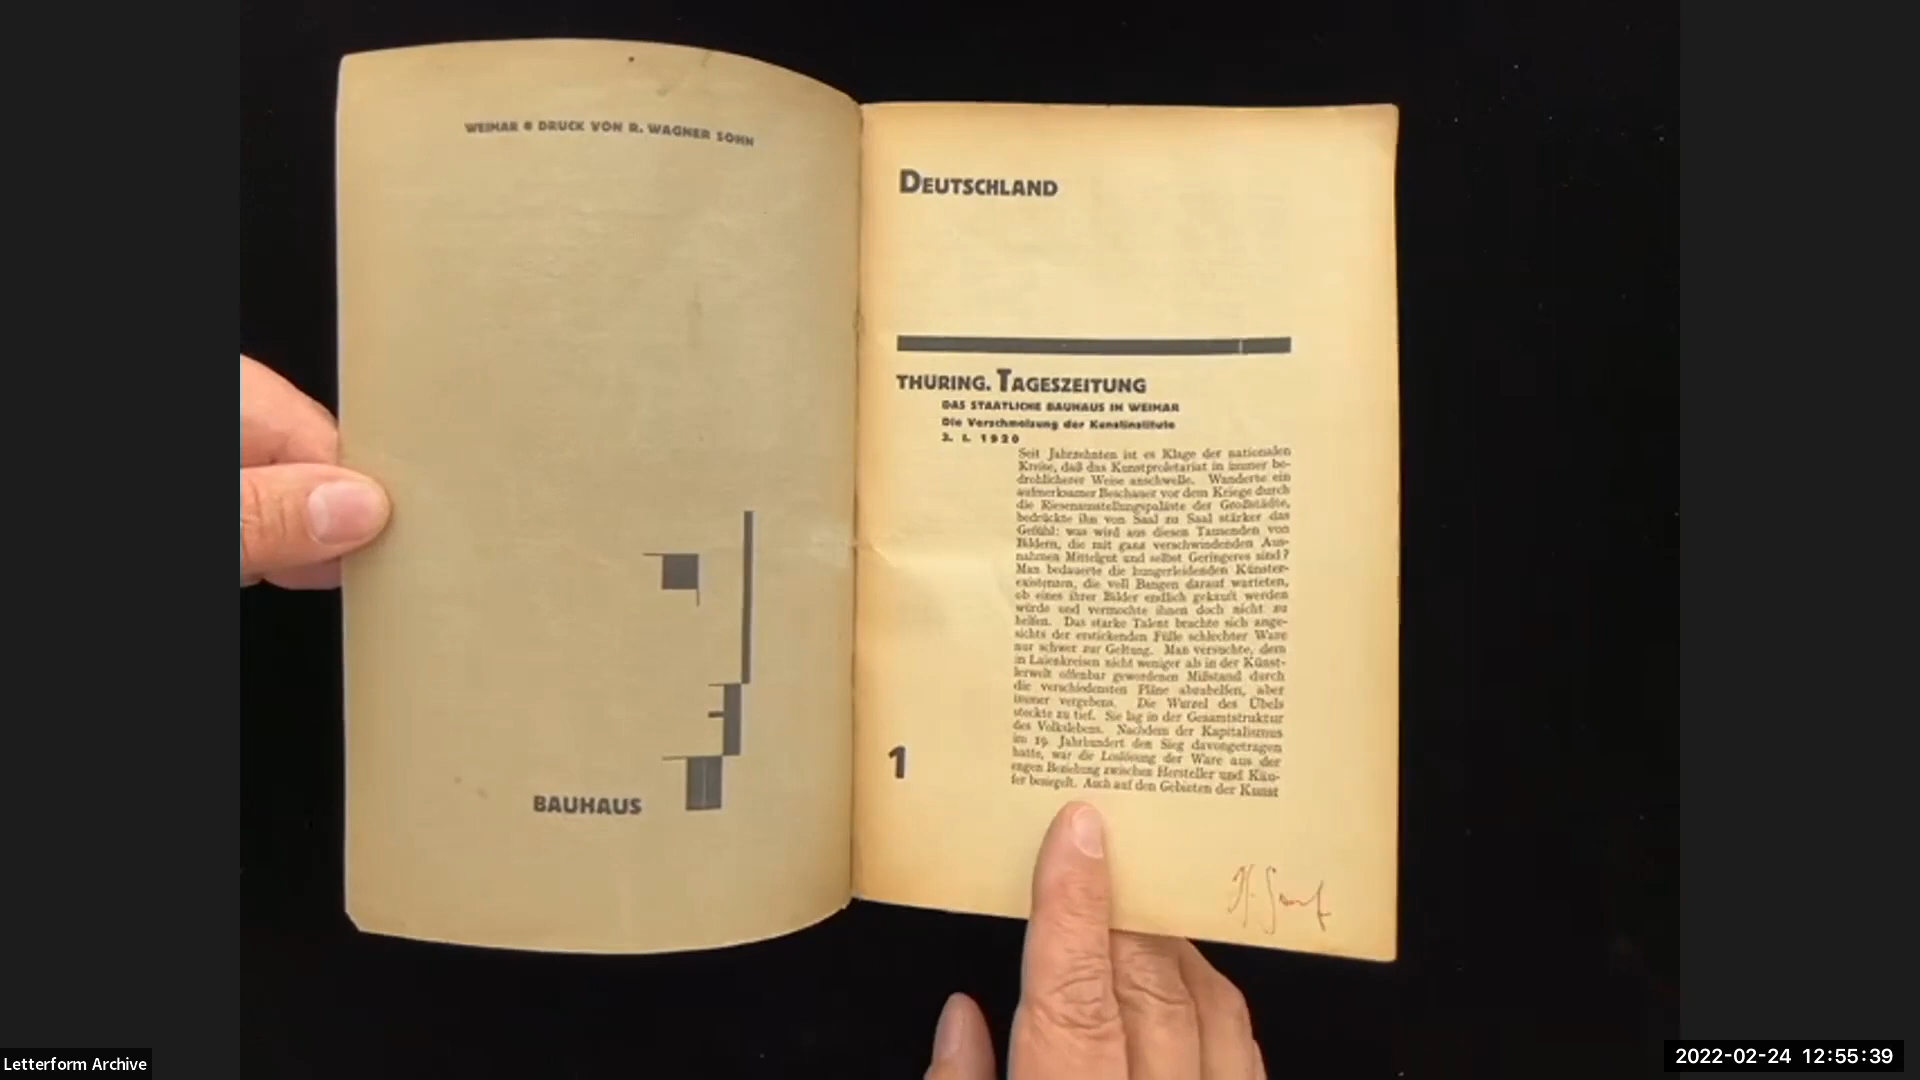 WEIMAR ● DRUCK VON R. WAGNER SOHN
BAUHAUS
DEUTSCHLAND
THÜRING. TAGESZEITUNG
DAS STAATLICHE BAUHAUS IN WEIMAR
Die Verschmelzung der Kunstinstitute
3. I. 1920
Seit Jahrzehnten ist es Klage der nationalen
Kreise, daß das Kunstproletariat in immer be-
drohlicherer Weise anschwelle. Wanderte ein
aufmerksamer Beschauer vor dem Kriege durch
die Riesenausstellungspaläste der Großstädte,
bedrückte ihn von Saal zu Saal stärker das
Gefühl: was wird aus diesen Tausenden von
Bildern, die mit ganz verschwindenden Aus-
nahmen Mittelgut und selbst Geringeres sind?
Man bedauerte die hungerleidenden Künster-
existenzen, die voll Bangen darauf warteten,
ob eines ihrer Bilder endlich gekauft werden
würde und vermochte ihnen doch nicht zu
helfen. Das starke Talent brachte sich ange-
sichts der erstickenden Fülle schlechter Ware
nur schwer zur Geltung. Man versuchte, dem
in Laienkreisen nicht weniger als in der Künst-
lerwelt offenbar gewordenen Mißstand durch
die verschiedensten Pläne abzuhelfen, aber
immer vergebens. Die Wurzel des Übels
steckte zu tief. Sie lag in der Gesamtstruktur
des Volkslebens. Nachdem der Kapitalismus
im 19. Jahrhundert den Sieg davongetragen
hatte, war die Loslösung der Ware aus der
engen Beziehung zwischen Hersteller und Käu-
fer besiegelt. Auch auf den Gebieten der Kunst
1
Letterform Archive
2022-02-24 12:55:39